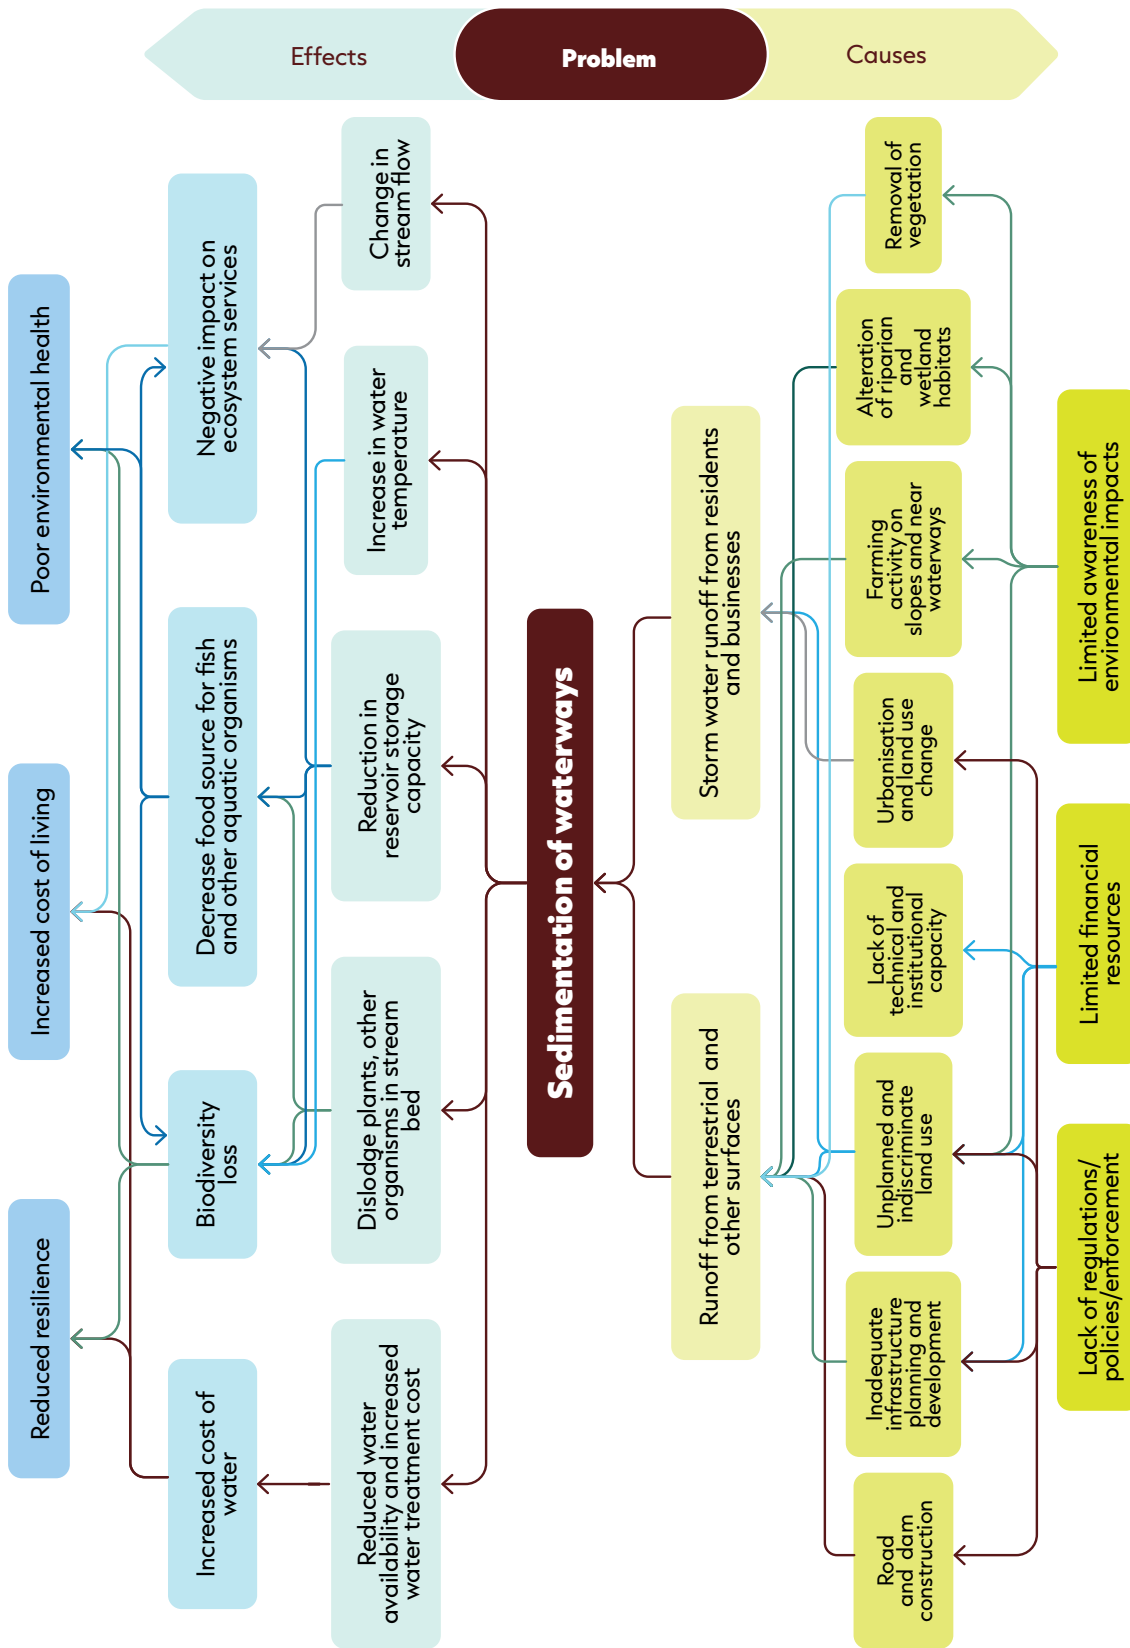 Effects
Problem
Causes
Reduced resilience
Increased cost of living
Poor environmental health
Increased cost of
water
Biodiversity
loss
Decrease food source for fish
and other aquatic organisms
Negative impact on
ecosystem services
Reduced water
availability and increased
water treatment cost
Dislodge plants, other
organisms in stream
bed
Reduction in
reservoir storage
capacity
Increase in water
temperature
Change in
stream flow
Sedimentation of waterways
Runoff from terrestrial and
other surfaces
Storm water runoff from residents
and businesses
Road
and dam
construction
Inadequate
infrastructure
planning and
development
Unplanned and
indiscriminate
land use
Lack of
technical and
institutional
capacity
Urbanisation
and land use
change
Farming
activity on
slopes and near
waterways
Alteration
of riparian
and
wetland
habitats
Removal of
vegetation
Lack of regulations/
policies/enforcement
Limited financial
resources
Limited awareness of
environmental impacts